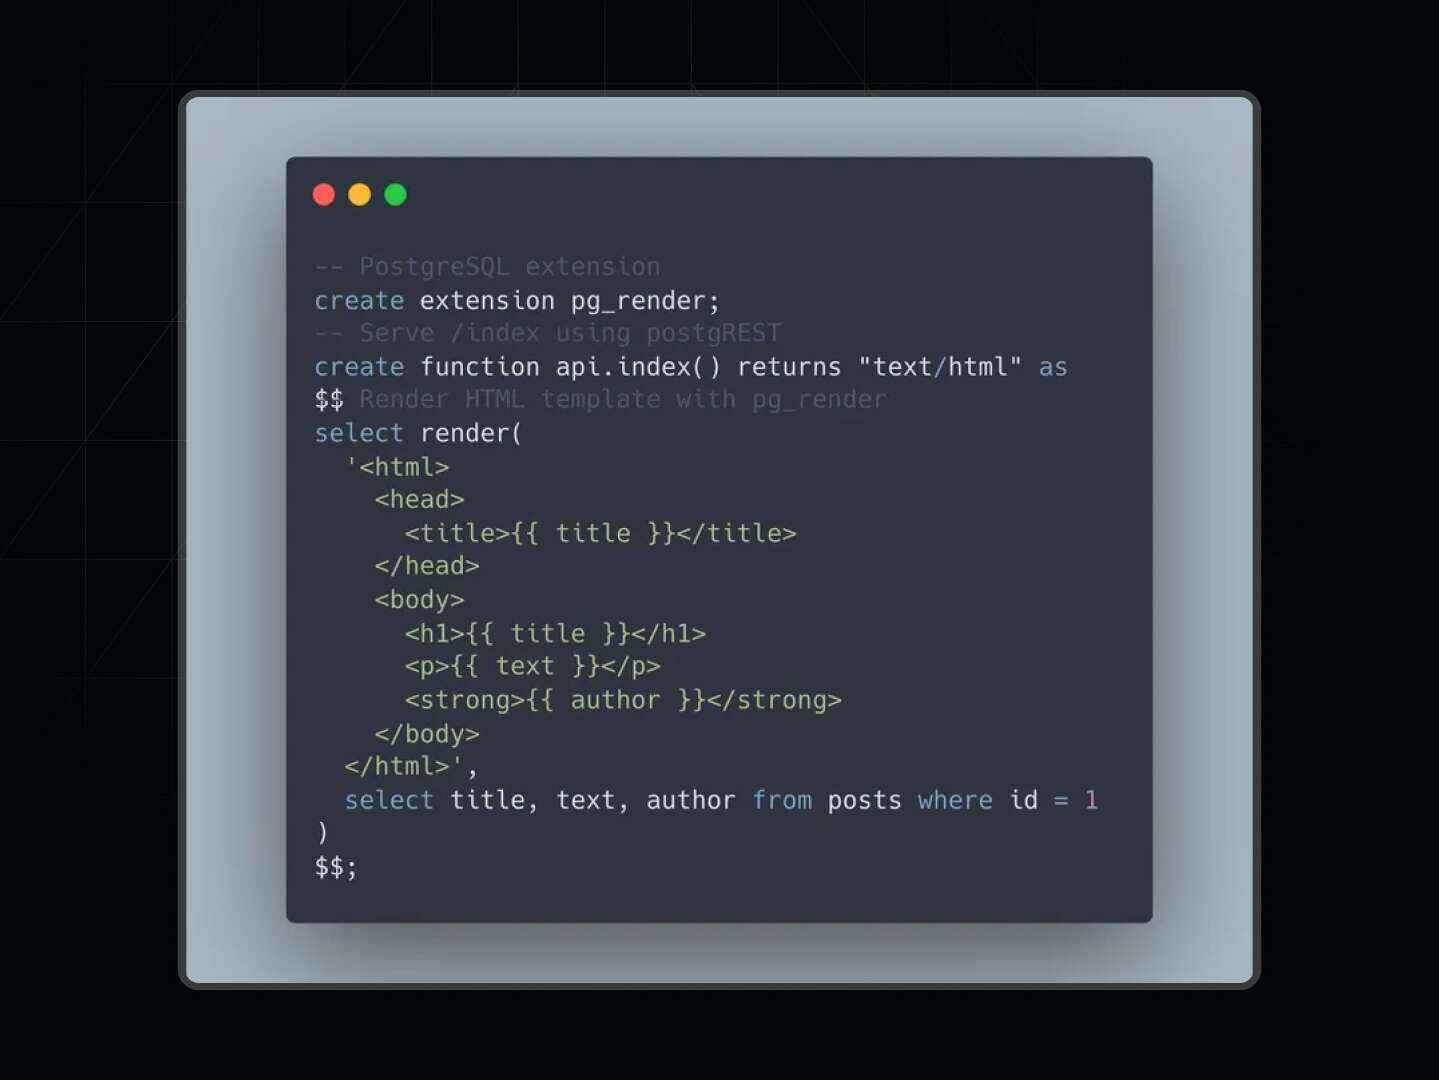 -- PostgreSQL extension
create extension pg_render;
-- Serve /index using postgREST
create function api.index() returns "text/html" as
$$ Render HTML template with pg_render
select render(
  '<html>
    <head>
      <title>{{ title }}</title>
    </head>
    <body>
      <h1>{{ title }}</h1>
      <p>{{ text }}</p>
      <strong>{{ author }}</strong>
    </body>
  </html>',
  select title, text, author from posts where id = 1
)
$$;